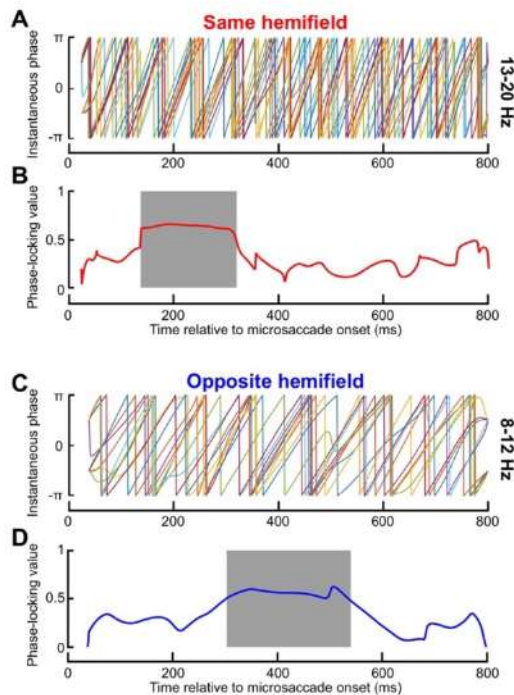 A
Same hemifield
Instantaneous phase
π
0
-π
13-20 Hz
0 200 400 600 800
B
Phase-locking value
1
0.5
0
0 200 400 600 800
Time relative to microsaccade onset (ms)
C
Opposite hemifield
Instantaneous phase
π
0
-π
8-12 Hz
0 200 400 600 800
D
Phase-locking value
1
0.5
0
0 200 400 600 800
Time relative to microsaccade onset (ms)